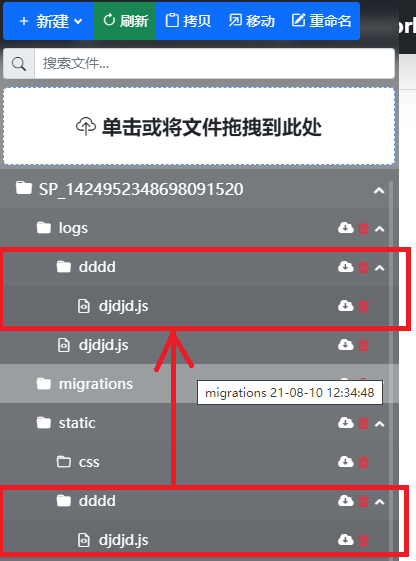 + 新建 刷新 拷贝 移动 重命名
搜索文件...
单击或将文件拖拽到此处
SP_1424952348698091520
logs
dddd
djdjd.js
djdjd.js
migrations
migrations 21-08-10 12:34:48
static
css
dddd
djdjd.js